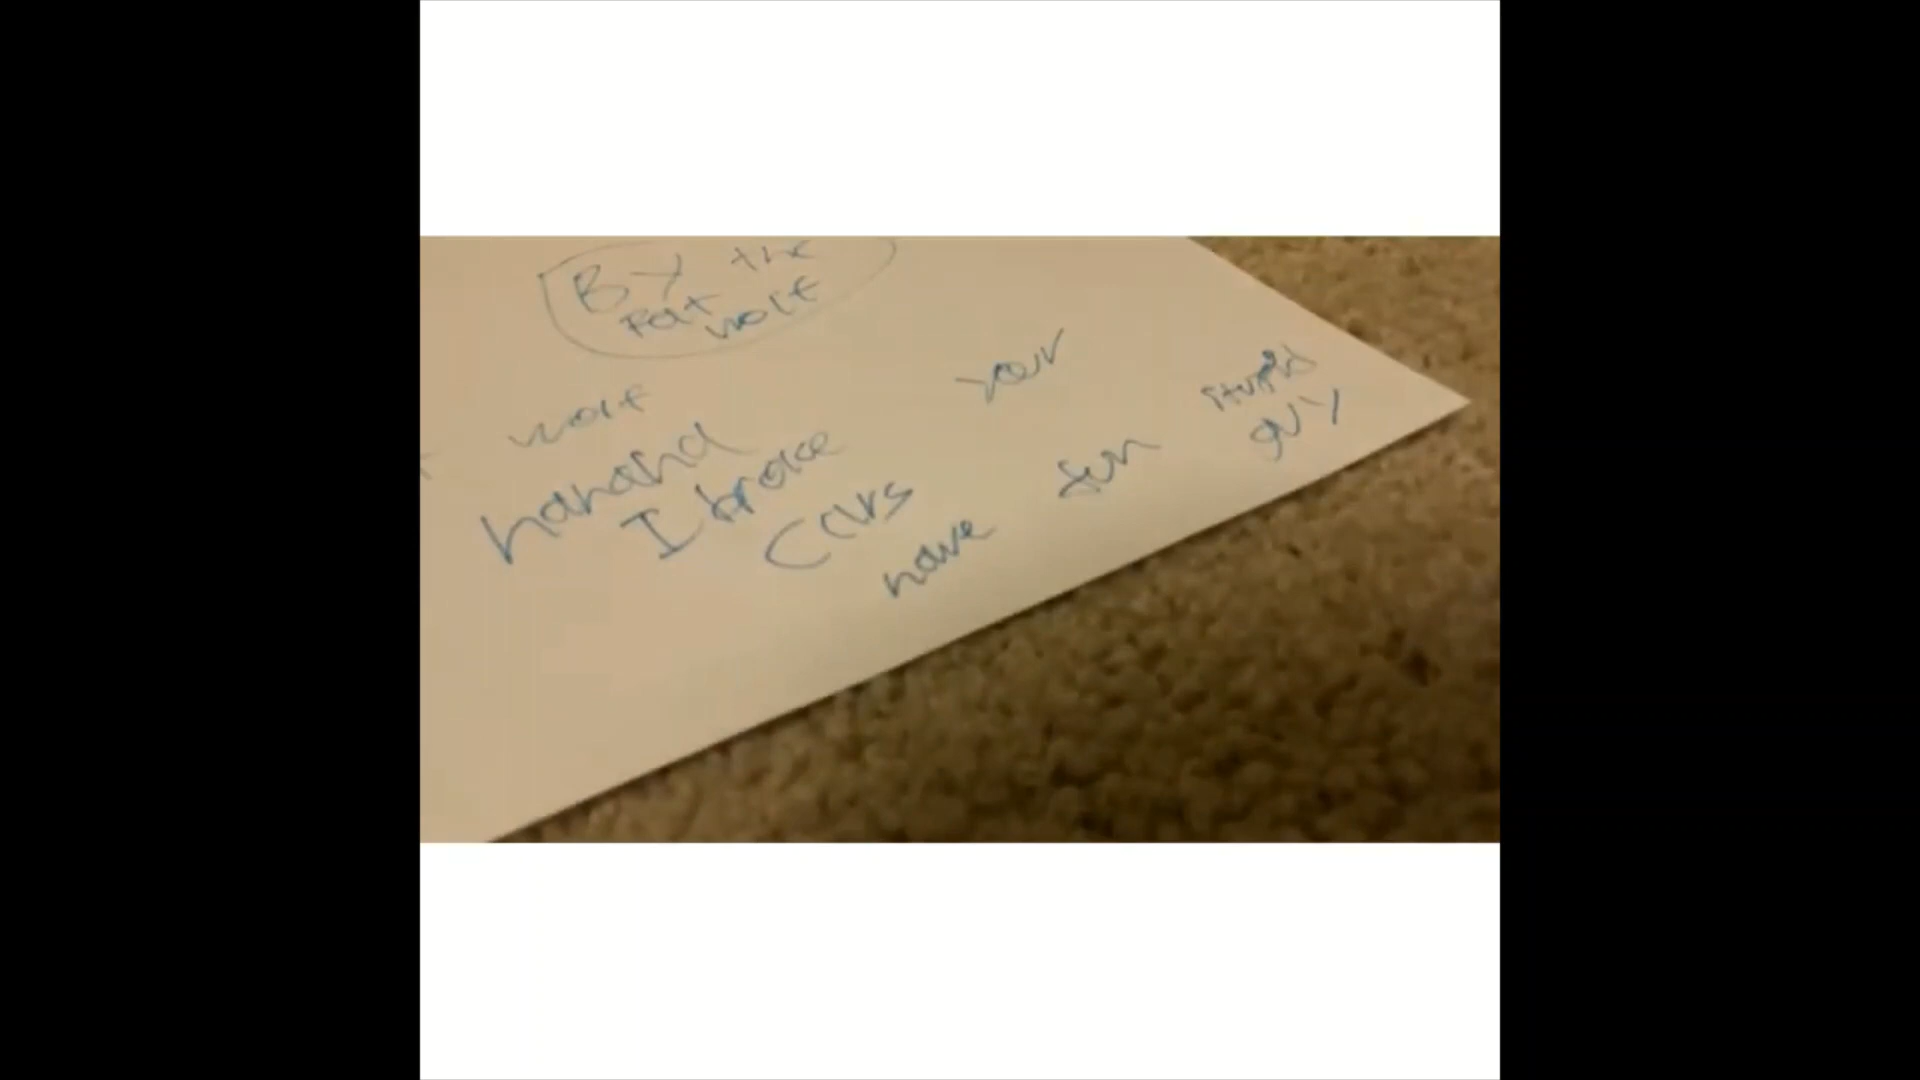 By the
Fat wolf
wolf
hahaha
I broke your
Cars
have fun stupid
guy